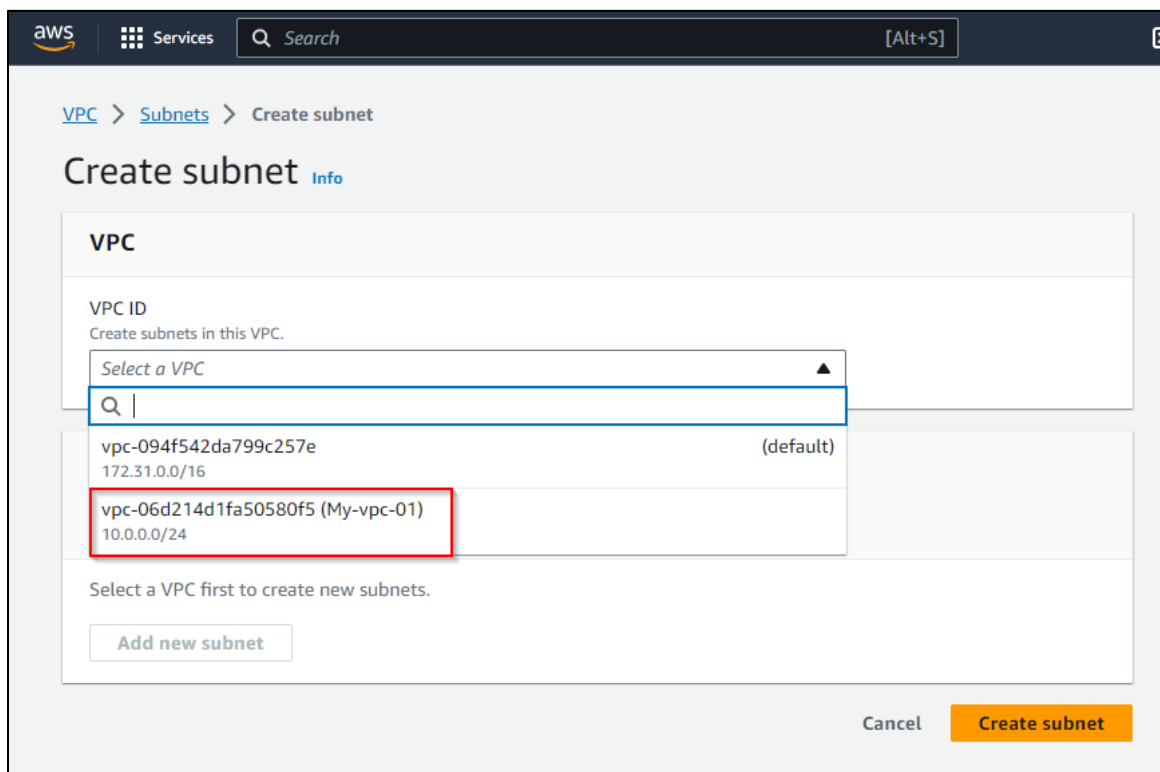 aws Services Search [Alt+S]
VPC > Subnets > Create subnet
Create subnet Info
VPC
VPC ID
Create subnets in this VPC.
Select a VPC
vpc-094f542da799c257e (default)
172.31.0.0/16
vpc-06d214d1fa50580f5 (My-vpc-01)
10.0.0.0/24
Select a VPC first to create new subnets.
Add new subnet
Cancel Create subnet